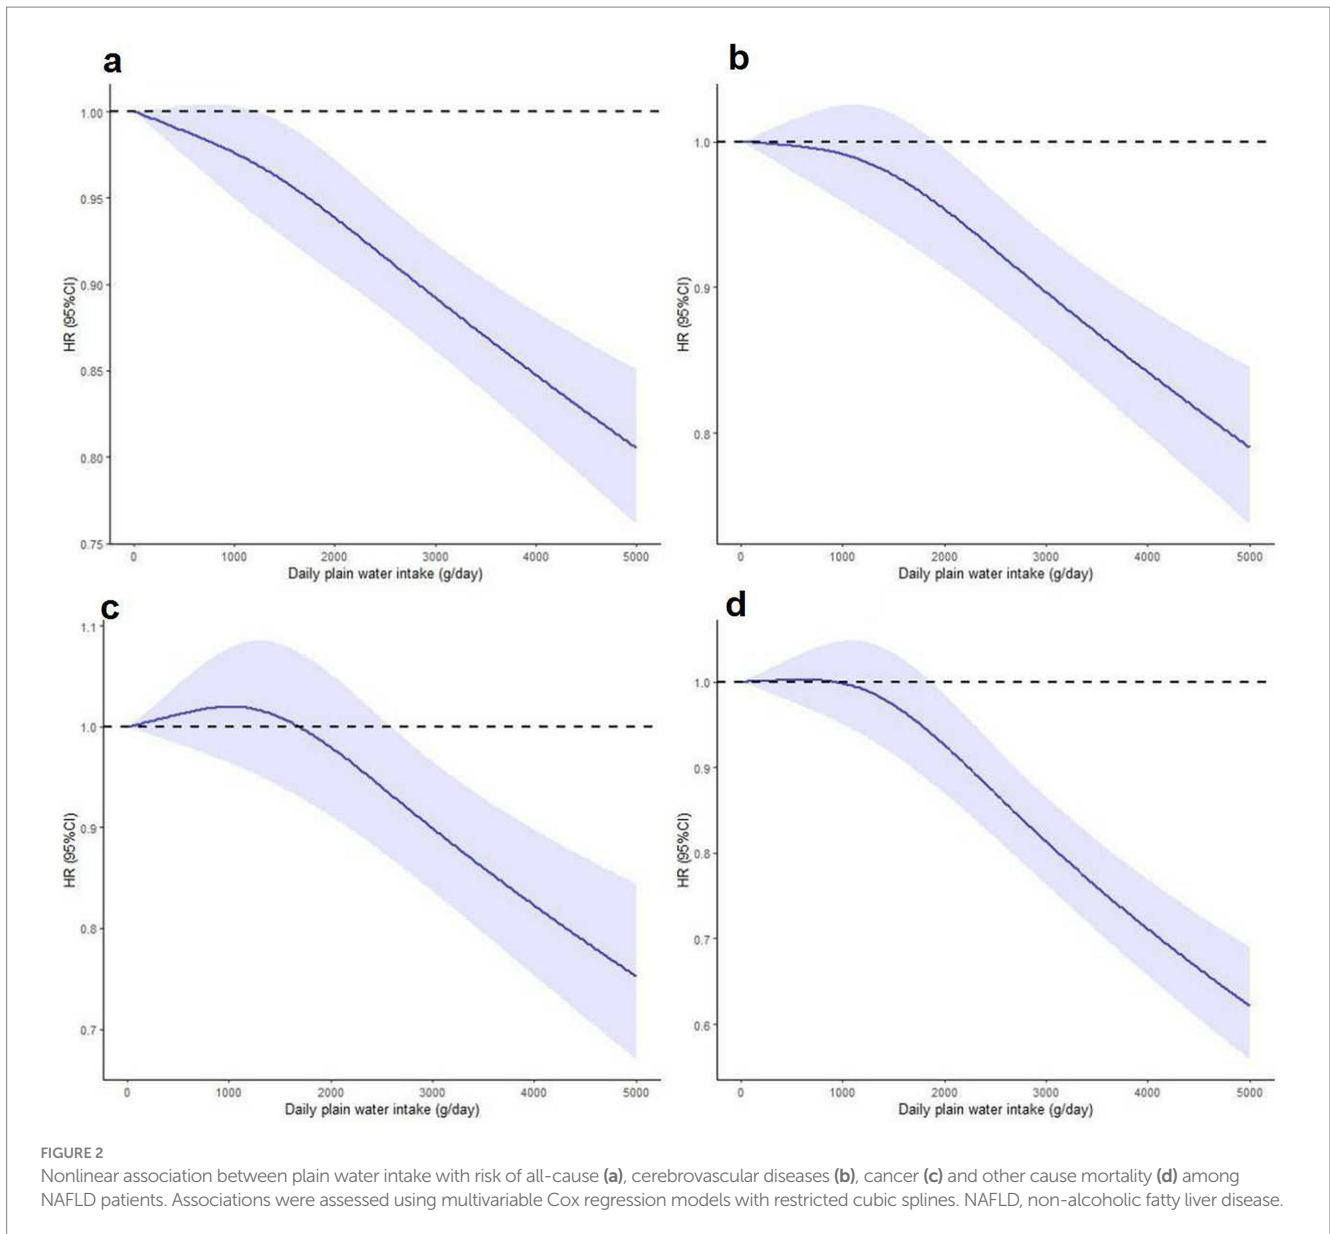 a
1.00
0.95
0.90
0.85
0.80
0.75
HR (95%CI)
0 1000 2000 3000 4000 5000
Daily plain water intake (g/day)
b
1.0
0.9
0.8
HR (95%CI)
0 1000 2000 3000 4000 5000
Daily plain water intake (g/day)
c
1.1
1.0
0.9
0.8
0.7
HR (95%CI)
0 1000 2000 3000 4000 5000
Daily plain water intake (g/day)
d
1.0
0.9
0.8
0.7
0.6
HR (95%CI)
0 1000 2000 3000 4000 5000
Daily plain water intake (g/day)
FIGURE 2
Nonlinear association between plain water intake with risk of all-cause (a), cerebrovascular diseases (b), cancer (c) and other cause mortality (d) among
NAFLD patients. Associations were assessed using multivariable Cox regression models with restricted cubic splines. NAFLD, non-alcoholic fatty liver disease.